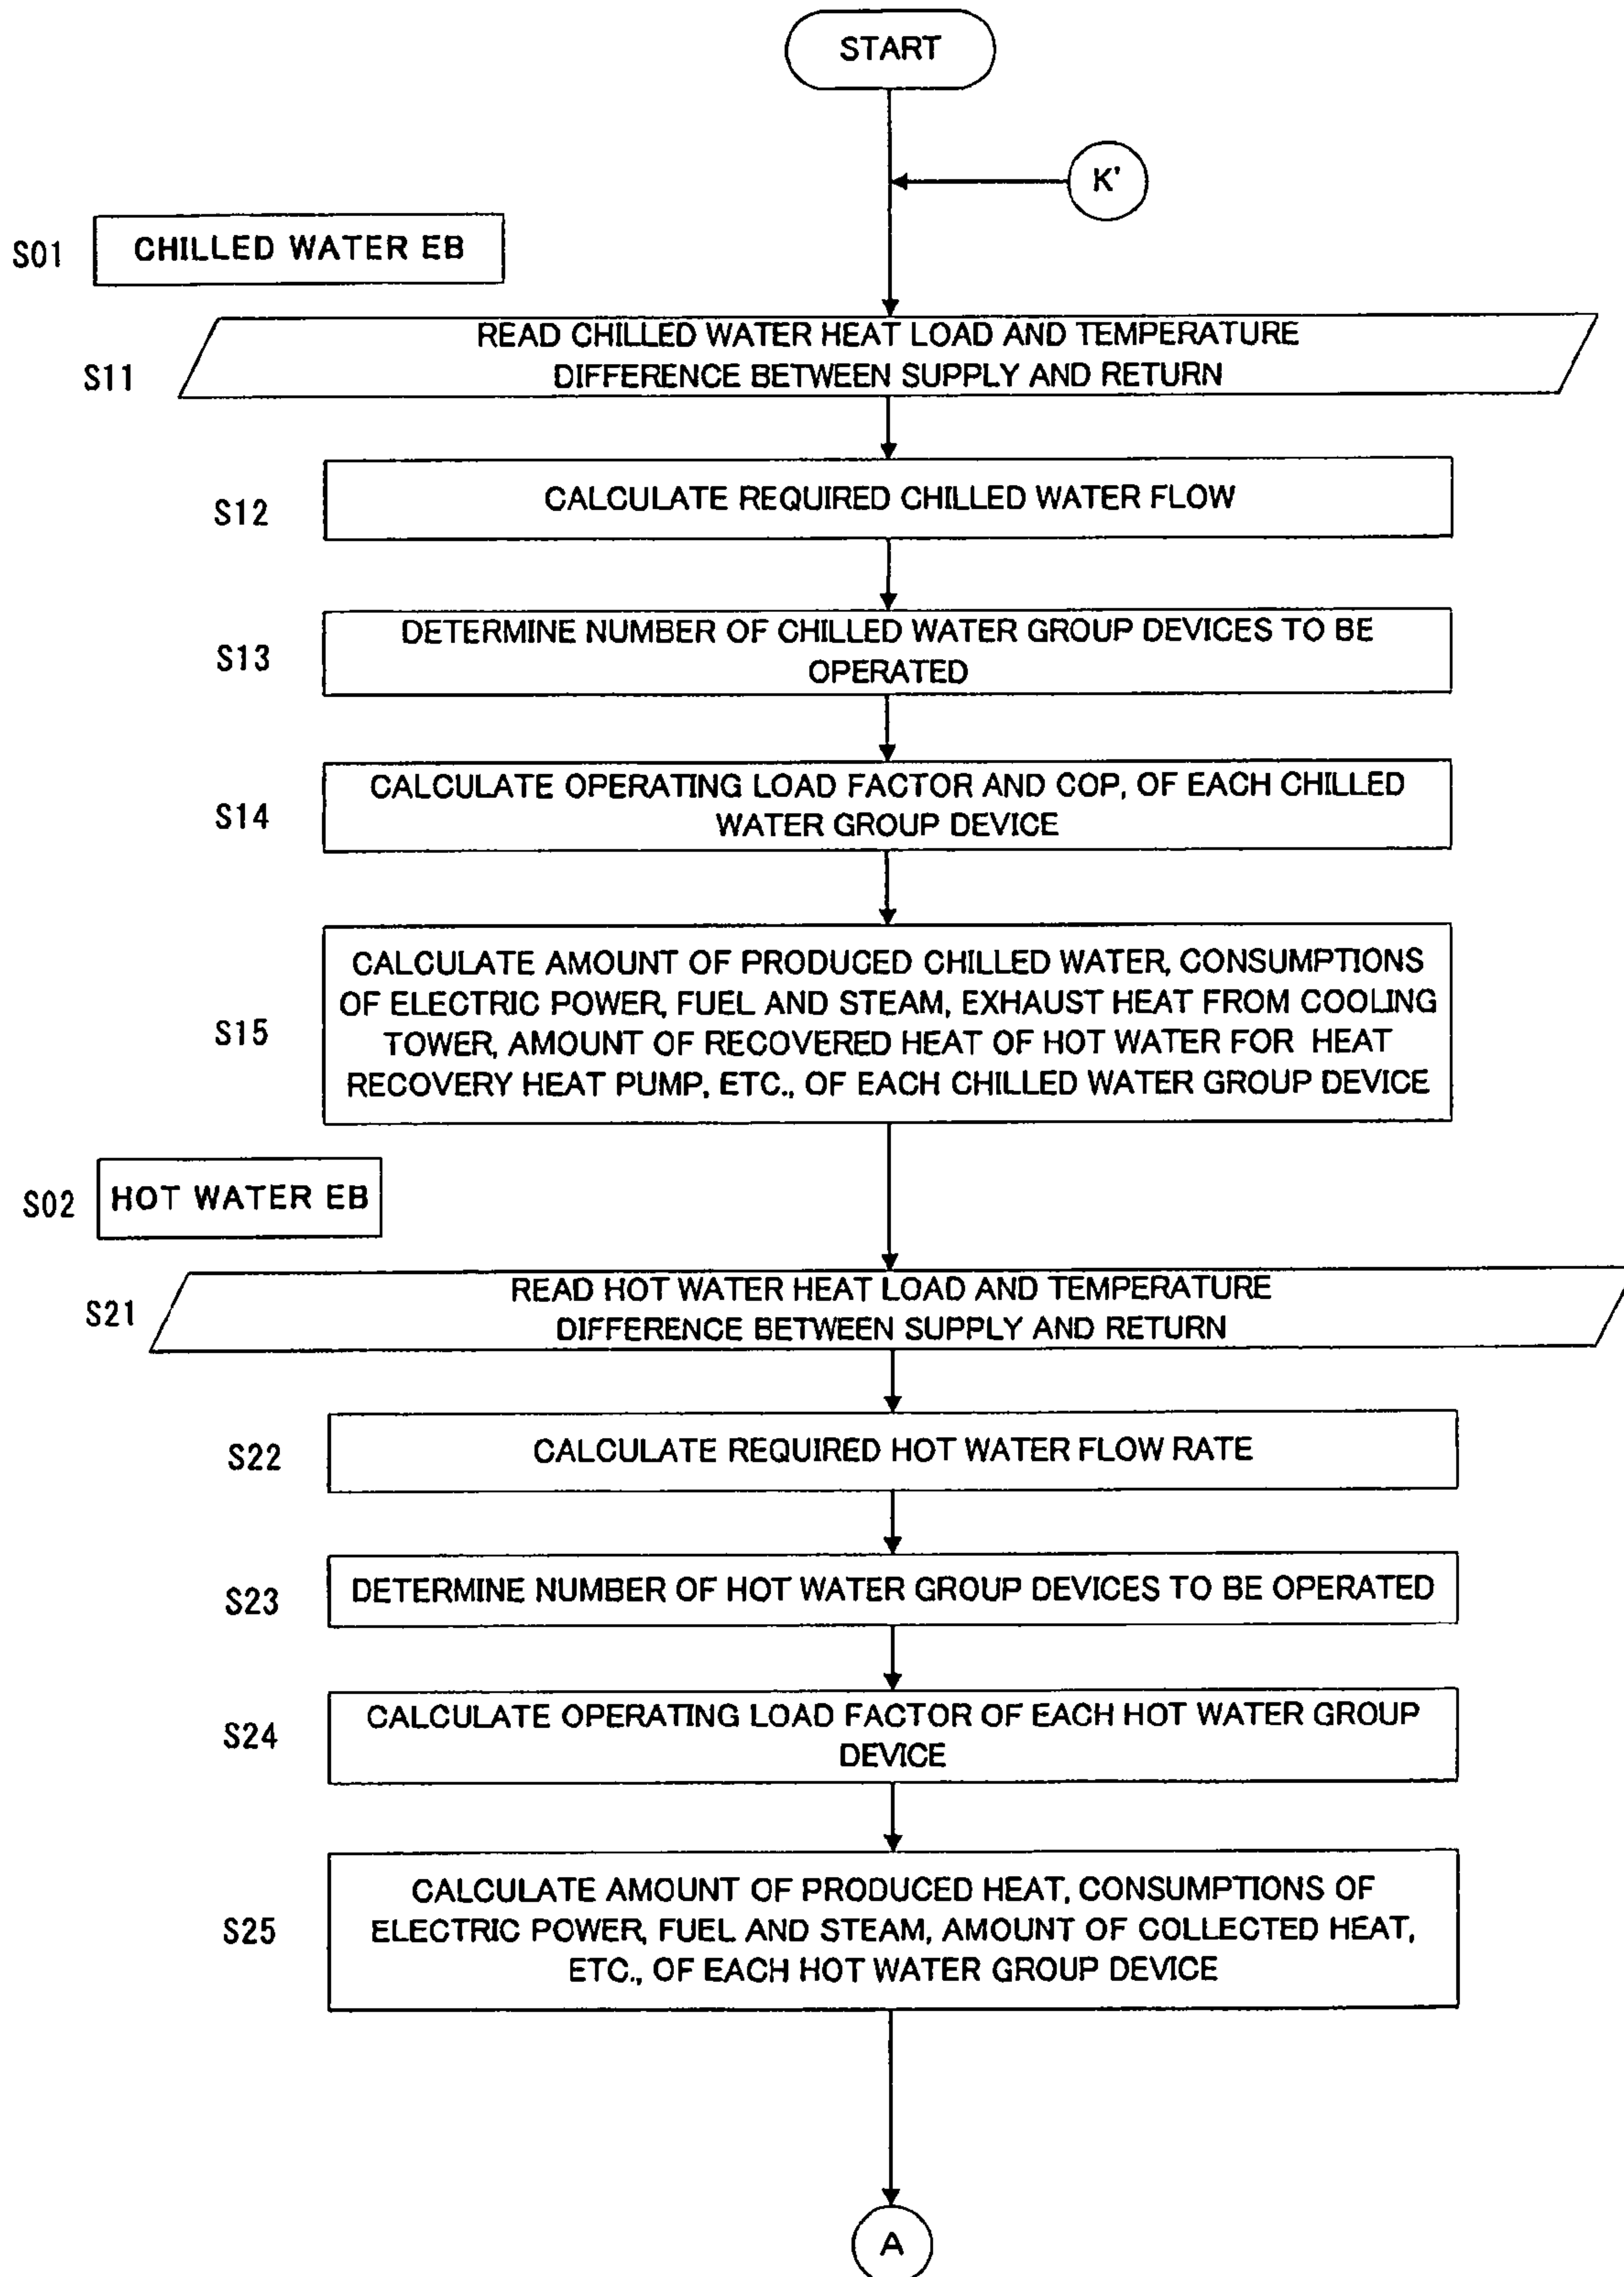 START
K'
S01
CHILLED WATER EB
S11
READ CHILLED WATER HEAT LOAD AND TEMPERATURE
DIFFERENCE BETWEEN SUPPLY AND RETURN
S12
CALCULATE REQUIRED CHILLED WATER FLOW
S13
DETERMINE NUMBER OF CHILLED WATER GROUP DEVICES TO BE
OPERATED
S14
CALCULATE OPERATING LOAD FACTOR AND COP, OF EACH CHILLED
WATER GROUP DEVICE
S15
CALCULATE AMOUNT OF PRODUCED CHILLED WATER, CONSUMPTIONS
OF ELECTRIC POWER, FUEL AND STEAM, EXHAUST HEAT FROM COOLING
TOWER, AMOUNT OF RECOVERED HEAT OF HOT WATER FOR HEAT
RECOVERY HEAT PUMP, ETC., OF EACH CHILLED WATER GROUP DEVICE
S02
HOT WATER EB
S21
READ HOT WATER HEAT LOAD AND TEMPERATURE
DIFFERENCE BETWEEN SUPPLY AND RETURN
S22
CALCULATE REQUIRED HOT WATER FLOW RATE
S23
DETERMINE NUMBER OF HOT WATER GROUP DEVICES TO BE OPERATED
S24
CALCULATE OPERATING LOAD FACTOR OF EACH HOT WATER GROUP
DEVICE
S25
CALCULATE AMOUNT OF PRODUCED HEAT, CONSUMPTIONS OF
ELECTRIC POWER, FUEL AND STEAM, AMOUNT OF COLLECTED HEAT,
ETC., OF EACH HOT WATER GROUP DEVICE
A